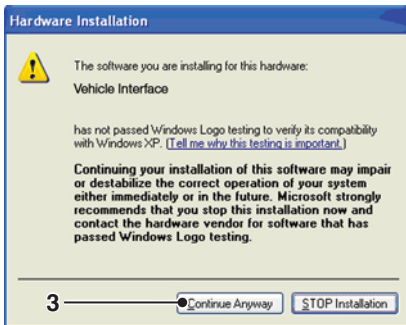 Hardware Installation
The software you are installing for this hardware:
Vehicle Interface
has not passed Windows Logo testing to verify its compatibility
with Windows XP. (Tell me why this testing is important.)
Continuing your installation of this software may impair
or destabilize the correct operation of your system
either immediately or in the future. Microsoft strongly
recommends that you stop this installation now and
contact the hardware vendor for software that has
passed Windows Logo testing.
3 Continue Anyway STOP Installation